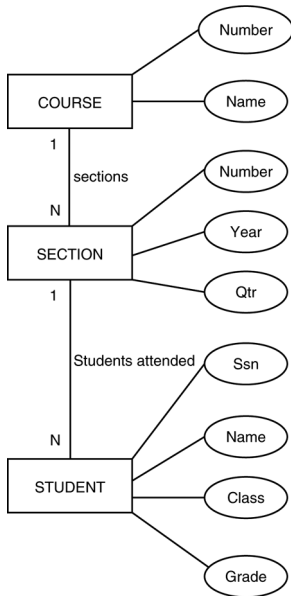 Number
COURSE
Name
1
sections
Number
N
SECTION
Year
1
Qtr
Students attended
Ssn
N
Name
STUDENT
Class
Grade